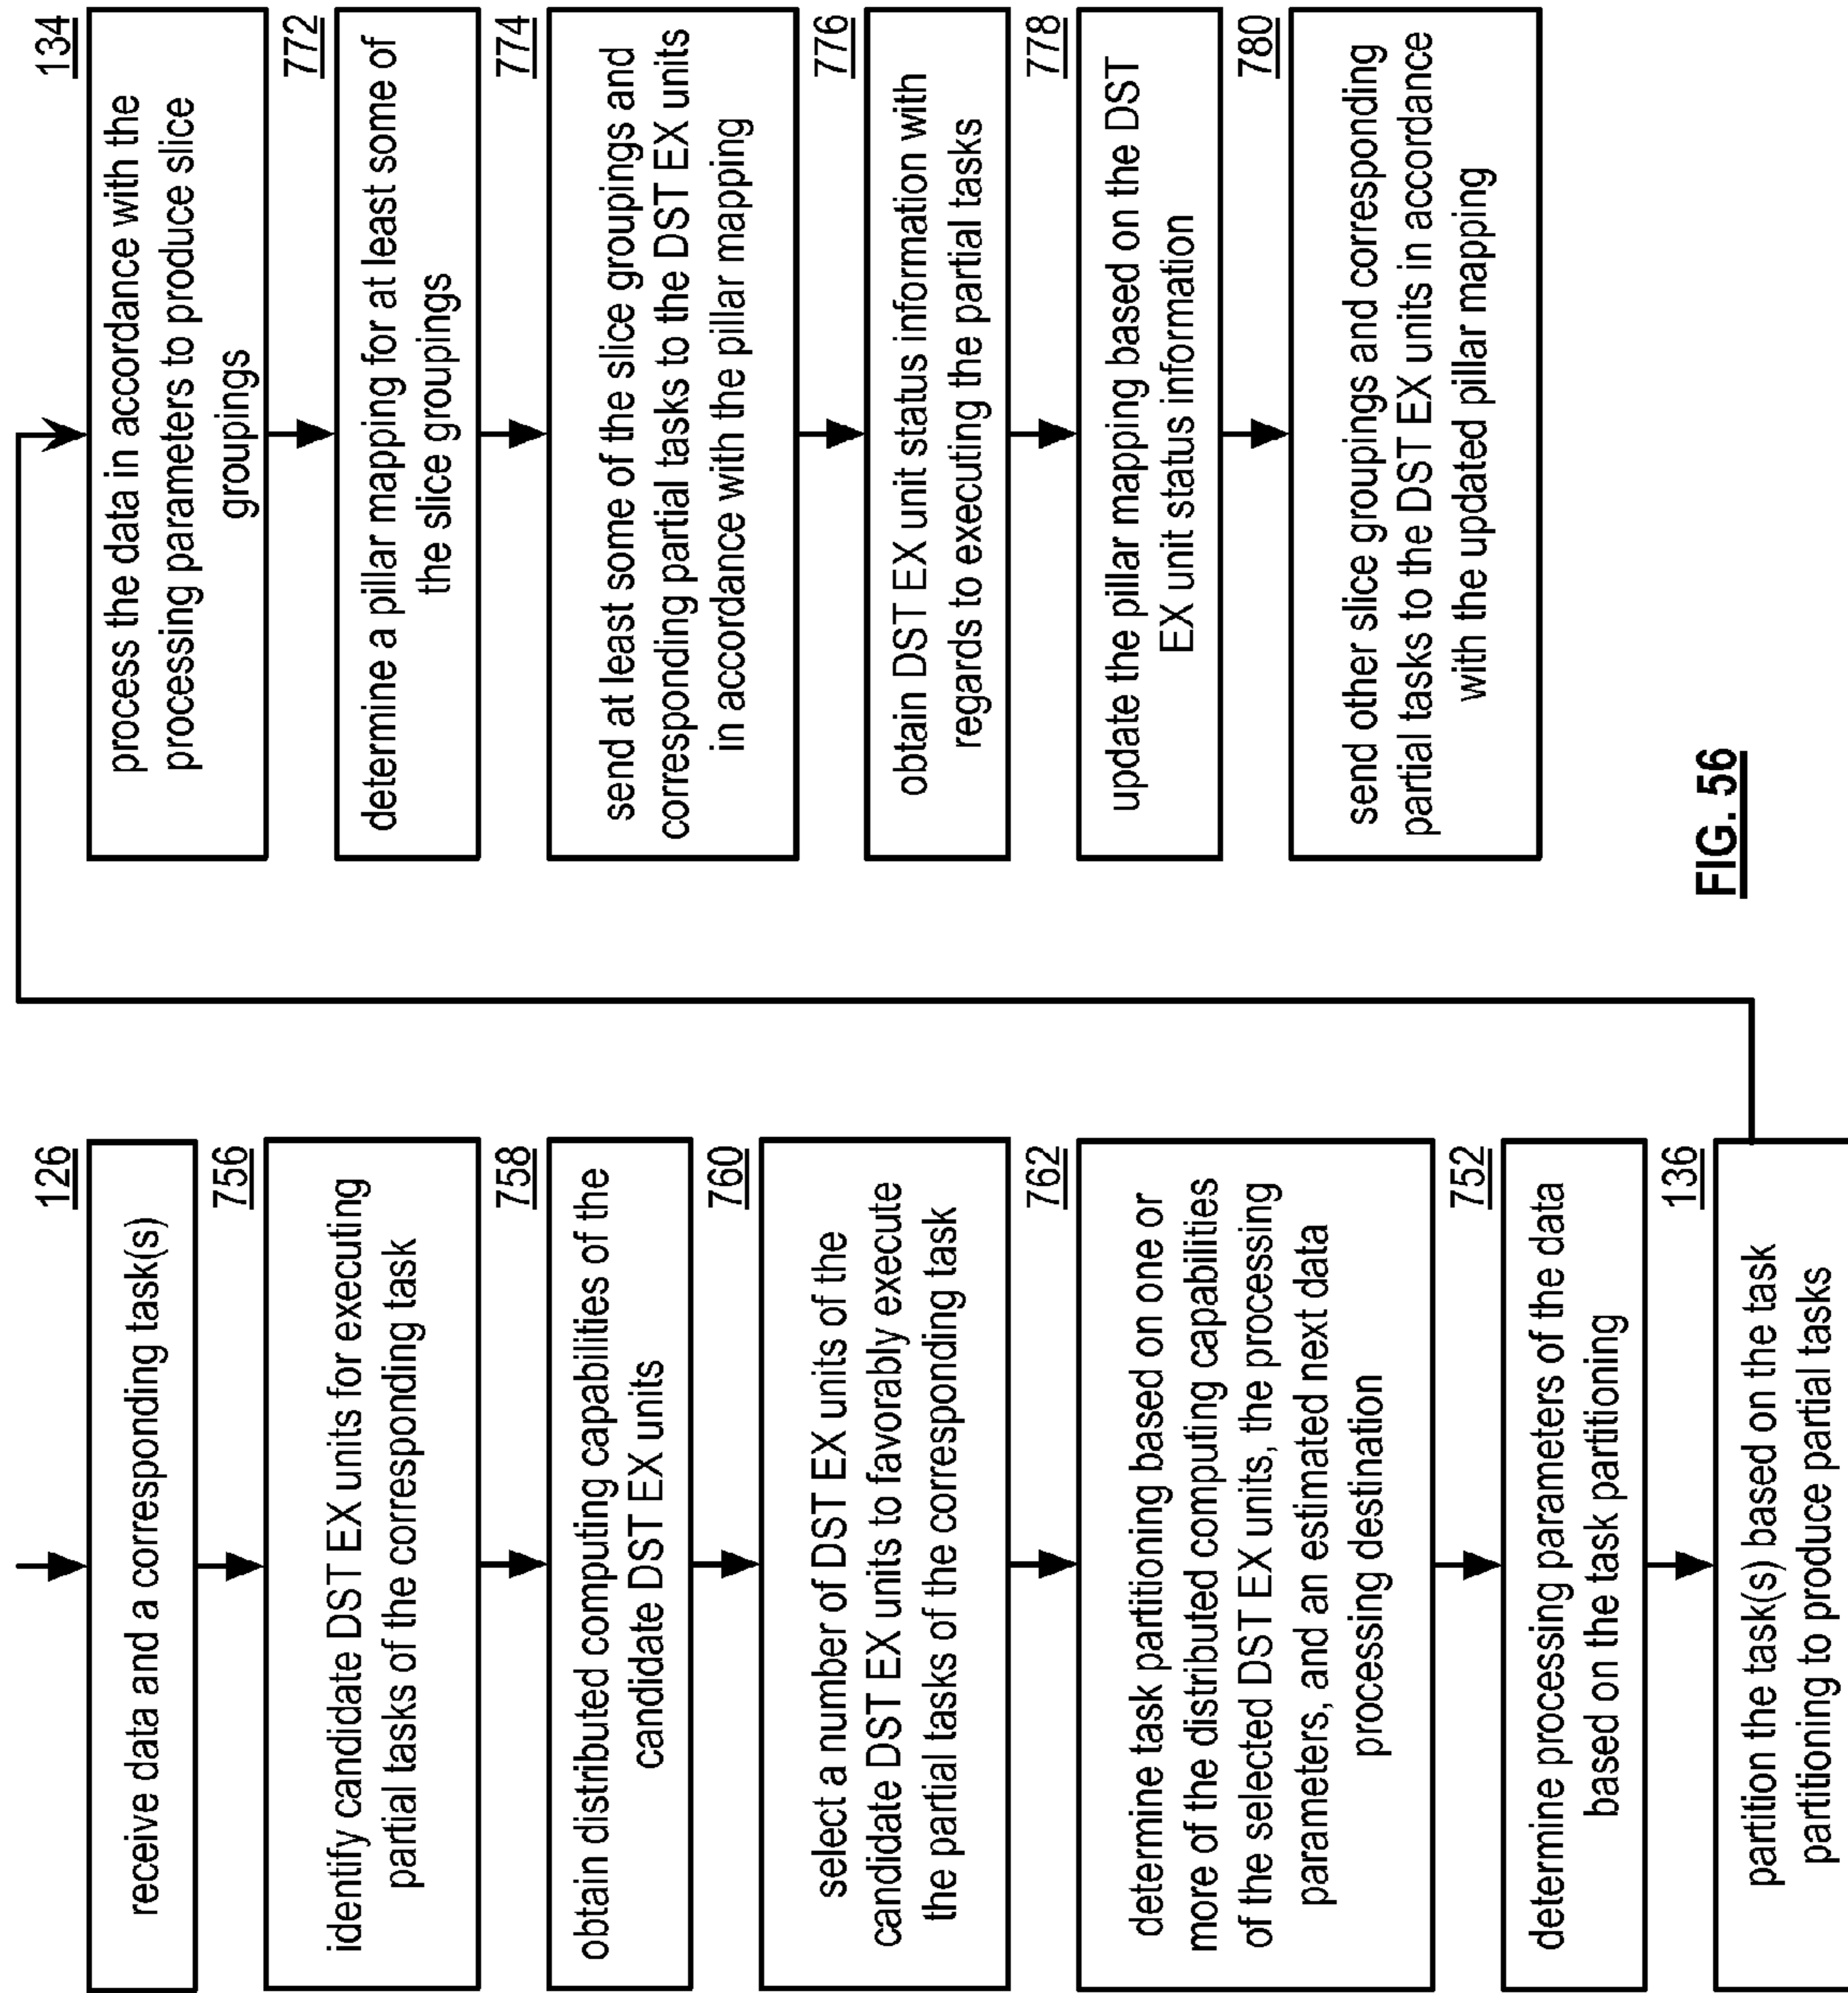 126
receive data and a corresponding task(s)
756
identify candidate DST EX units for executing
partial tasks of the corresponding task
758
obtain distributed computing capabilities of the
candidate DST EX units
760
select a number of DST EX units of the
candidate DST EX units to favorably execute
the partial tasks of the corresponding task
762
determine task partitioning based on one or
more of the distributed computing capabilities
of the selected DST EX units, the processing
parameters, and an estimated next data
processing destination
752
determine processing parameters of the data
based on the task partitioning
136
partition the task(s) based on the task
partitioning to produce partial tasks
134
process the data in accordance with the
processing parameters to produce slice
groupings
772
determine a pillar mapping for at least some of
the slice groupings
774
send at least some of the slice groupings and
corresponding partial tasks to the DST EX units
in accordance with the pillar mapping
776
obtain DST EX unit status information with
regards to executing the partial tasks
778
update the pillar mapping based on the DST
EX unit status information
780
send other slice groupings and corresponding
partial tasks to the DST EX units in accordance
with the updated pillar mapping
FIG. 56